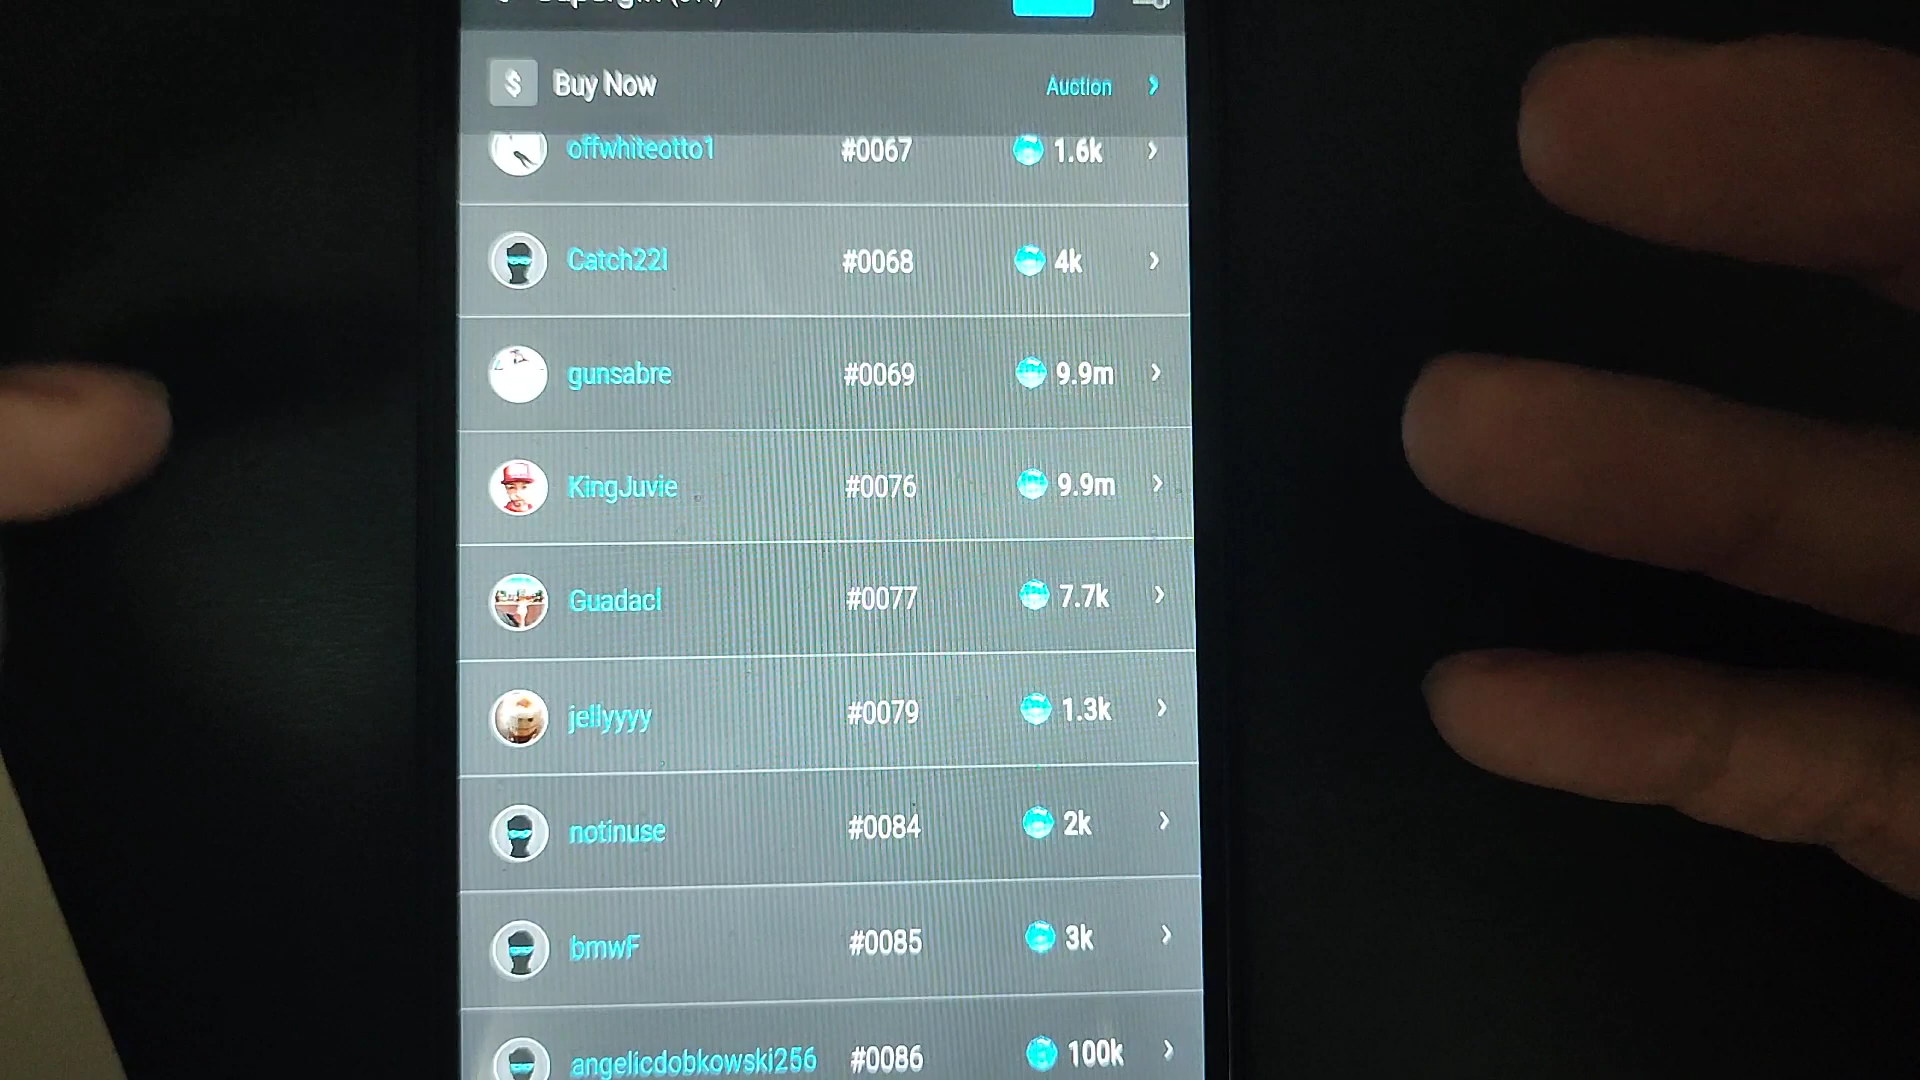 $ Buy Now Auction >
offwhiteotto1 #0067 1.6k >
Catch22l #0068 4k >
gunsabre #0069 9.9m >
KingJuvie #0076 9.9m >
Guadacl #0077 7.7k >
jellyyyy #0079 1.3k >
notinuse #0084 2k >
bmwF #0085 3k >
angelicdobkowski256 #0086 100k >